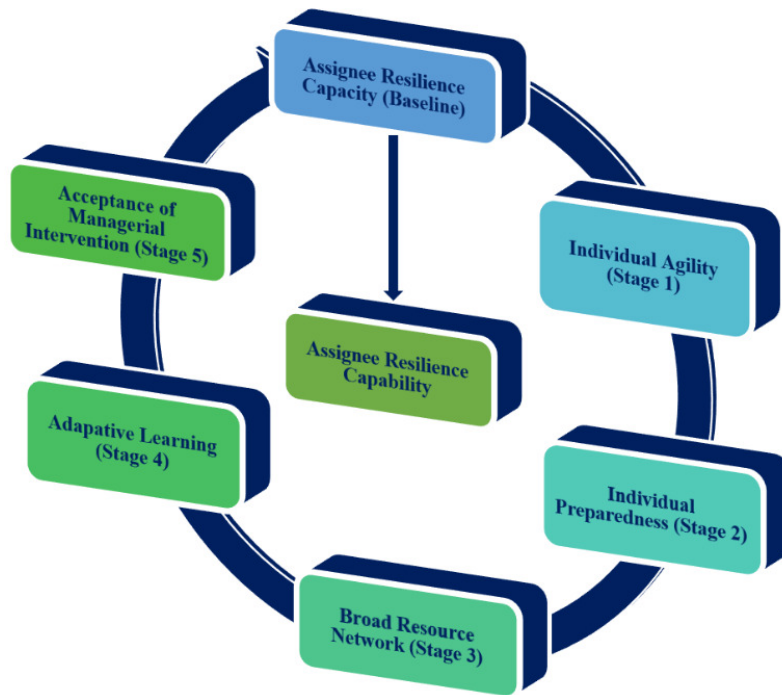 Assignee Resilience
Capacity (Baseline)
Individual Agility
(Stage 1)
Individual
Preparedness (Stage 2)
Broad Resource
Network (Stage 3)
Adapative Learning
(Stage 4)
Acceptance of
Managerial
Intervention (Stage 5)
Assignee Resilience
Capability